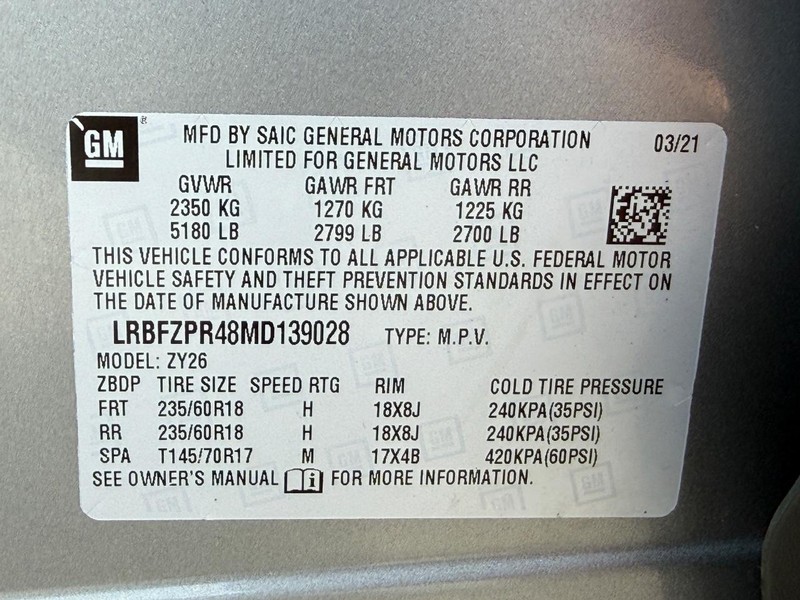 GM
MFD BY SAIC GENERAL MOTORS CORPORATION 03/21
LIMITED FOR GENERAL MOTORS LLC
GVWR GAWR FRT GAWR RR
2350 KG 1270 KG 1225 KG
5180 LB 2799 LB 2700 LB
THIS VEHICLE CONFORMS TO ALL APPLICABLE U.S. FEDERAL MOTOR
VEHICLE SAFETY AND THEFT PREVENTION STANDARDS IN EFFECT ON
THE DATE OF MANUFACTURE SHOWN ABOVE.
LRBFZPR48MD139028 TYPE: M.P.V.
MODEL: ZY26
ZBDP TIRE SIZE SPEED RTG RIM COLD TIRE PRESSURE
FRT 235/60R18 H 18X8J 240KPA(35PSI)
RR 235/60R18 H 18X8J 240KPA(35PSI)
SPA T145/70R17 M 17X4B 420KPA(60PSI)
SEE OWNER'S MANUAL i FOR MORE INFORMATION.